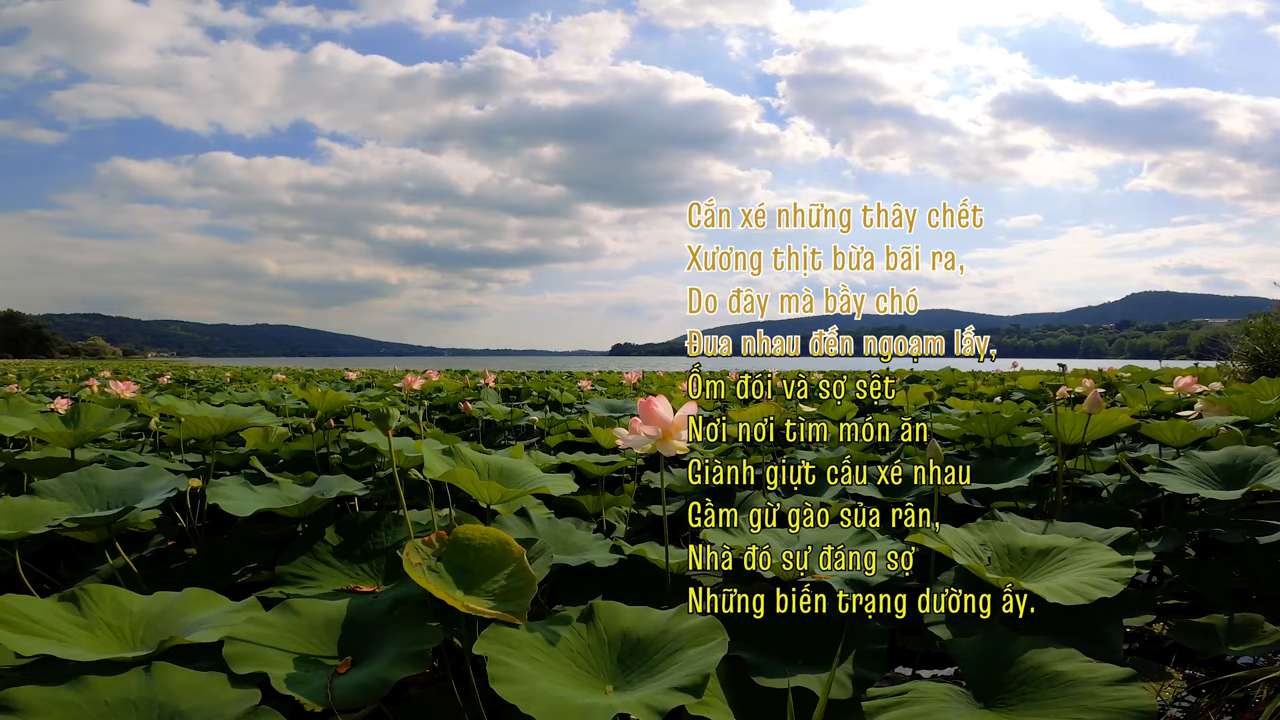 Cắn xé những thây chết
Xương thịt bừa bãi ra,
Do đây mà bầy chó
Đua nhau đến ngoạm lấy,
Ốm đói và sợ sệt
Nơi nơi tìm món ăn
Giành giựt cấu xé nhau
Gầm gừ gào sủa rân,
Nhà đó sự đáng sợ
Những biến trạng dường ấy.